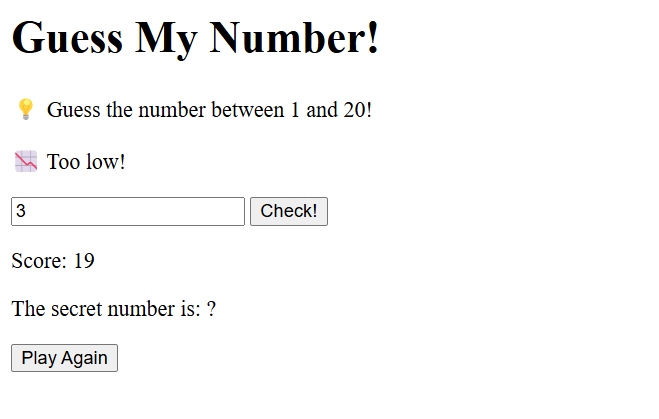 Guess My Number!
💡 Guess the number between 1 and 20!
📉 Too low!
3 Check!
Score: 19
The secret number is: ?
Play Again